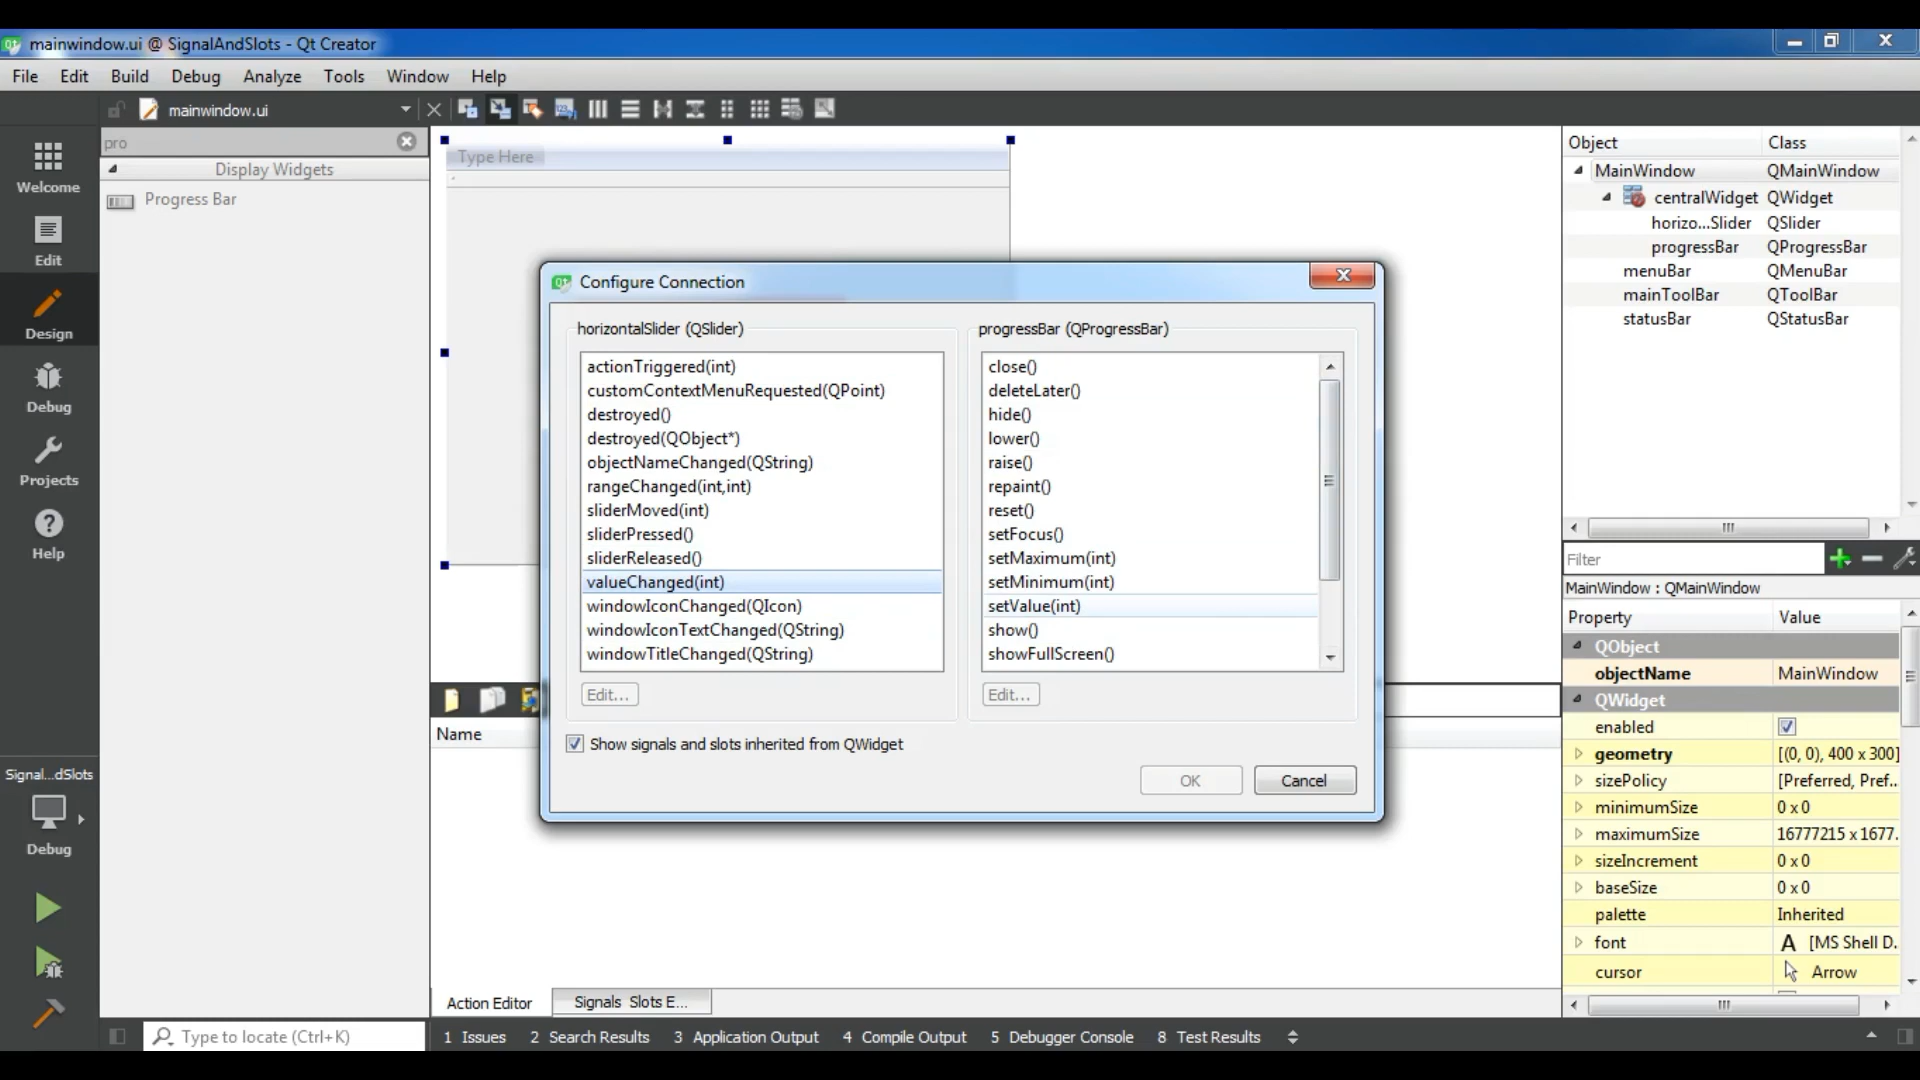 mainwindow.ui @ SignalAndSlots - Qt Creator
File Edit Build Debug Analyze Tools Window Help
mainwindow.ui
Welcome
Edit
Design
Debug
Projects
Help
Signal...dSlots
Debug
pro
Display Widgets
Progress Bar
Type Here
Configure Connection
horizontalSlider (QSlider)
actionTriggered(int)
customContextMenuRequested(QPoint)
destroyed()
destroyed(QObject*)
objectNameChanged(QString)
rangeChanged(int,int)
sliderMoved(int)
sliderPressed()
sliderReleased()
valueChanged(int)
windowIconChanged(QIcon)
windowIconTextChanged(QString)
windowTitleChanged(QString)
Edit...
progressBar (QProgressBar)
close()
deleteLater()
hide()
lower()
raise()
repaint()
reset()
setFocus()
setMaximum(int)
setMinimum(int)
setValue(int)
show()
showFullScreen()
Edit...
Show signals and slots inherited from QWidget
OK Cancel
Name
Action Editor Signals Slots E...
Object Class
MainWindow QMainWindow
centralWidget QWidget
horizo...Slider QSlider
progressBar QProgressBar
menuBar QMenuBar
mainToolBar QToolBar
statusBar QStatusBar
Filter
MainWindow : QMainWindow
Property Value
QObject
objectName MainWindow
QWidget
enabled
geometry [(0, 0), 400 x 300]
sizePolicy [Preferred, Pref...
minimumSize 0 x 0
maximumSize 16777215 x 1677.
sizeIncrement 0 x 0
baseSize 0 x 0
palette Inherited
font A [MS Shell D.
cursor Arrow
Type to locate (Ctrl+K) 1 Issues 2 Search Results 3 Application Output 4 Compile Output 5 Debugger Console 8 Test Results